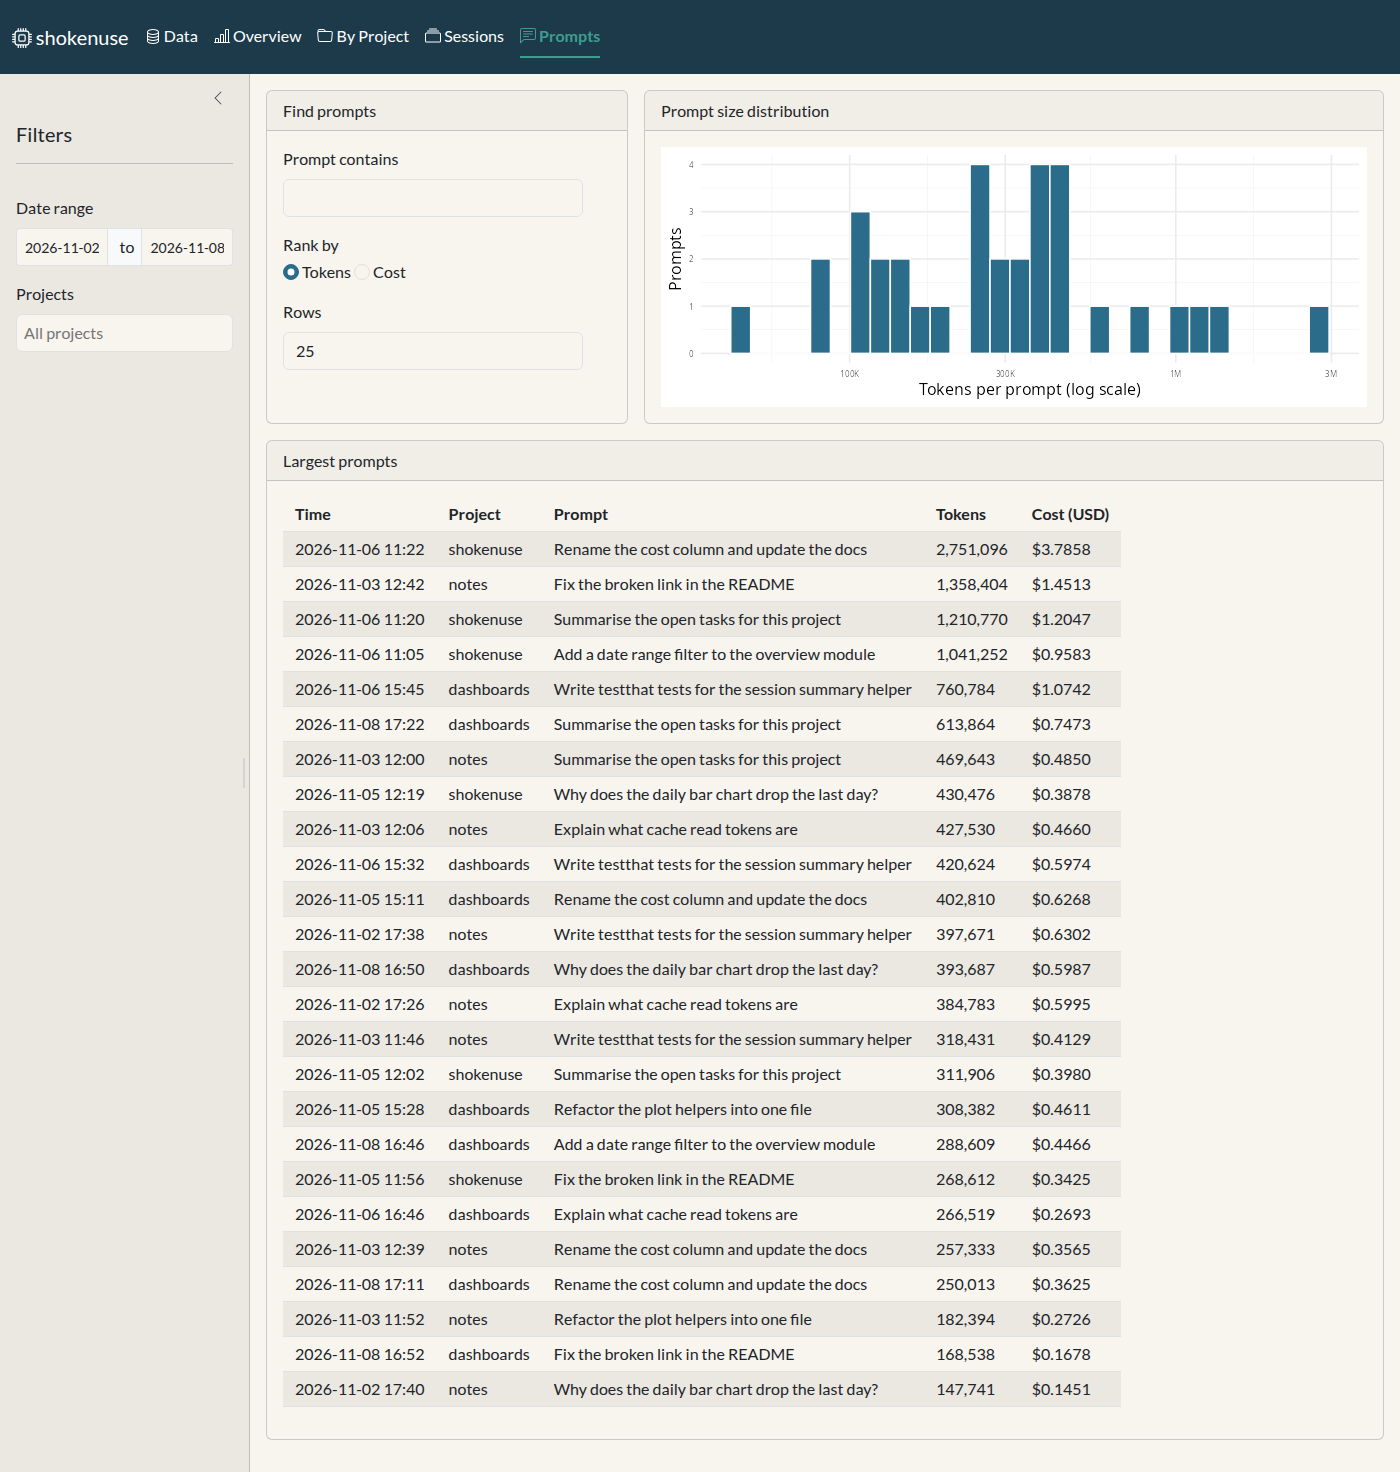 shokenuse Data Overview By Project Sessions Prompts
Filters
Date range
2026-11-02 to 2026-11-08
Projects
All projects
Find prompts
Prompt contains
Rank by
Tokens Cost
Rows
25
Prompt size distribution
4
3
2
1
0
Prompts
100K 300K 1M 3M
Tokens per prompt (log scale)
Largest prompts
Time Project Prompt Tokens Cost (USD)
2026-11-06 11:22 shokenuse Rename the cost column and update the docs 2,751,096 $3.7858
2026-11-03 12:42 notes Fix the broken link in the README 1,358,404 $1.4513
2026-11-06 11:20 shokenuse Summarise the open tasks for this project 1,210,770 $1.2047
2026-11-06 11:05 shokenuse Add a date range filter to the overview module 1,041,252 $0.9583
2026-11-06 15:45 dashboards Write testthat tests for the session summary helper 760,784 $1.0742
2026-11-08 17:22 dashboards Summarise the open tasks for this project 613,864 $0.7473
2026-11-03 12:00 notes Summarise the open tasks for this project 469,643 $0.4850
2026-11-05 12:19 shokenuse Why does the daily bar chart drop the last day? 430,476 $0.3878
2026-11-03 12:06 notes Explain what cache read tokens are 427,530 $0.4660
2026-11-06 15:32 dashboards Write testthat tests for the session summary helper 420,624 $0.5974
2026-11-05 15:11 dashboards Rename the cost column and update the docs 402,810 $0.6268
2026-11-02 17:38 notes Write testthat tests for the session summary helper 397,671 $0.6302
2026-11-08 16:50 dashboards Why does the daily bar chart drop the last day? 393,687 $0.5987
2026-11-02 17:26 notes Explain what cache read tokens are 384,783 $0.5995
2026-11-03 11:46 notes Write testthat tests for the session summary helper 318,431 $0.4129
2026-11-05 12:02 shokenuse Summarise the open tasks for this project 311,906 $0.3980
2026-11-05 15:28 dashboards Refactor the plot helpers into one file 308,382 $0.4611
2026-11-08 16:46 dashboards Add a date range filter to the overview module 288,609 $0.4466
2026-11-05 11:56 shokenuse Fix the broken link in the README 268,612 $0.3425
2026-11-06 16:46 dashboards Explain what cache read tokens are 266,519 $0.2693
2026-11-03 12:39 notes Rename the cost column and update the docs 257,333 $0.3565
2026-11-08 17:11 dashboards Rename the cost column and update the docs 250,013 $0.3625
2026-11-03 11:52 notes Refactor the plot helpers into one file 182,394 $0.2726
2026-11-08 16:52 dashboards Fix the broken link in the README 168,538 $0.1678
2026-11-02 17:40 notes Why does the daily bar chart drop the last day? 147,741 $0.1451